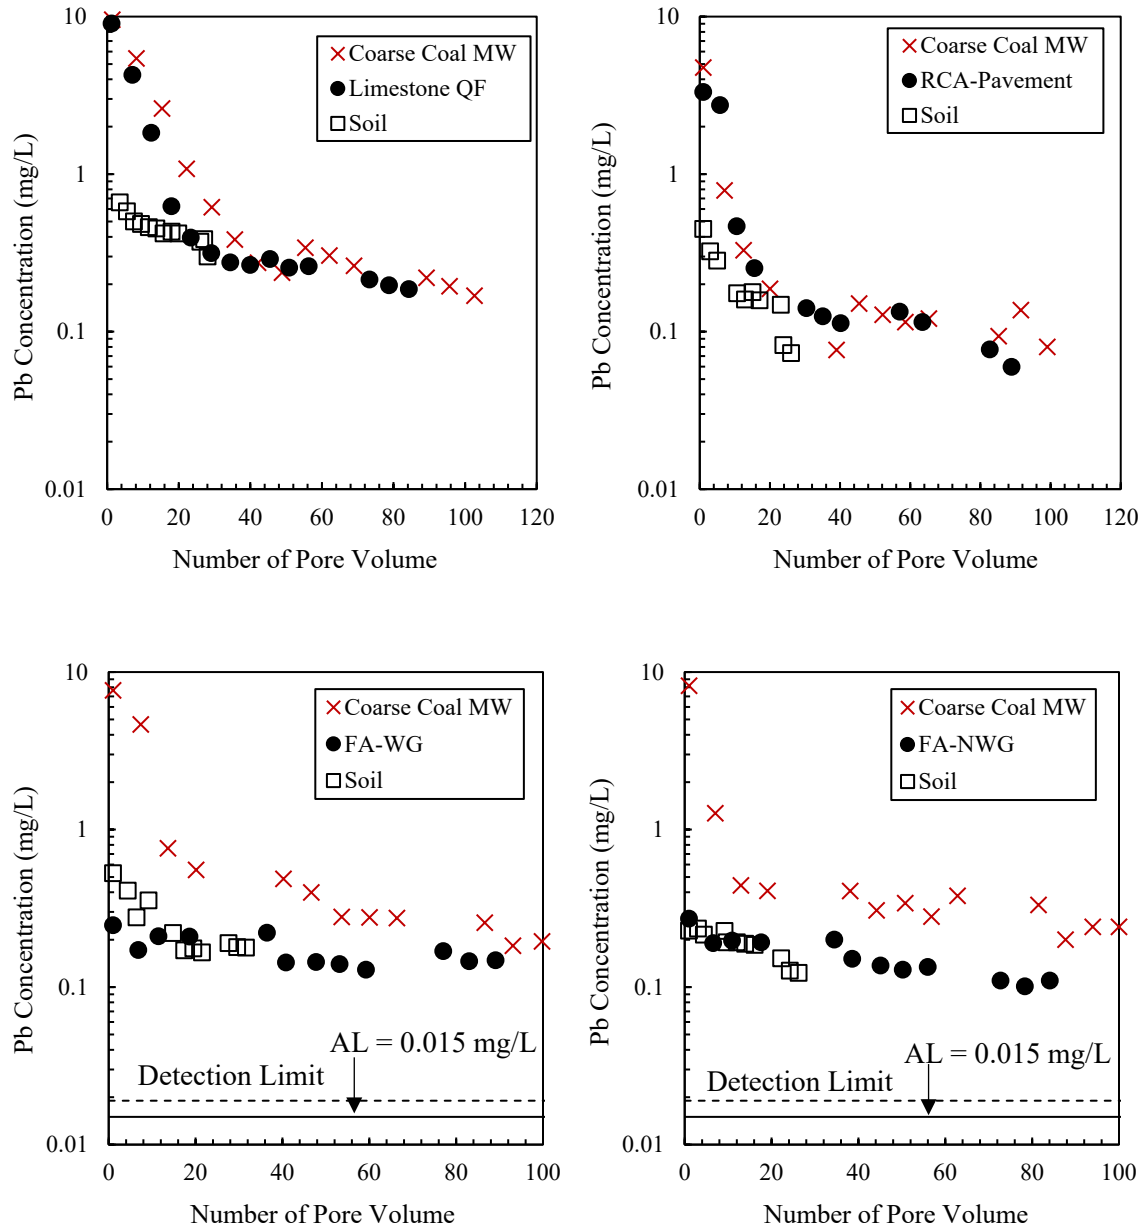 10
1
0.1
0.01
Pb Concentration (mg/L)
Coarse Coal MW
Limestone QF
Soil
0 20 40 60 80 100 120
Number of Pore Volume
10
1
0.1
0.01
Pb Concentration (mg/L)
Coarse Coal MW
RCA-Pavement
Soil
0 20 40 60 80 100 120
Number of Pore Volume
10
1
0.1
0.01
Pb Concentration (mg/L)
Coarse Coal MW
FA-WG
Soil
AL = 0.015 mg/L
Detection Limit
0 20 40 60 80 100
Number of Pore Volume
10
1
0.1
0.01
Pb Concentration (mg/L)
Coarse Coal MW
FA-NWG
Soil
AL = 0.015 mg/L
Detection Limit
0 20 40 60 80 100
Number of Pore Volume